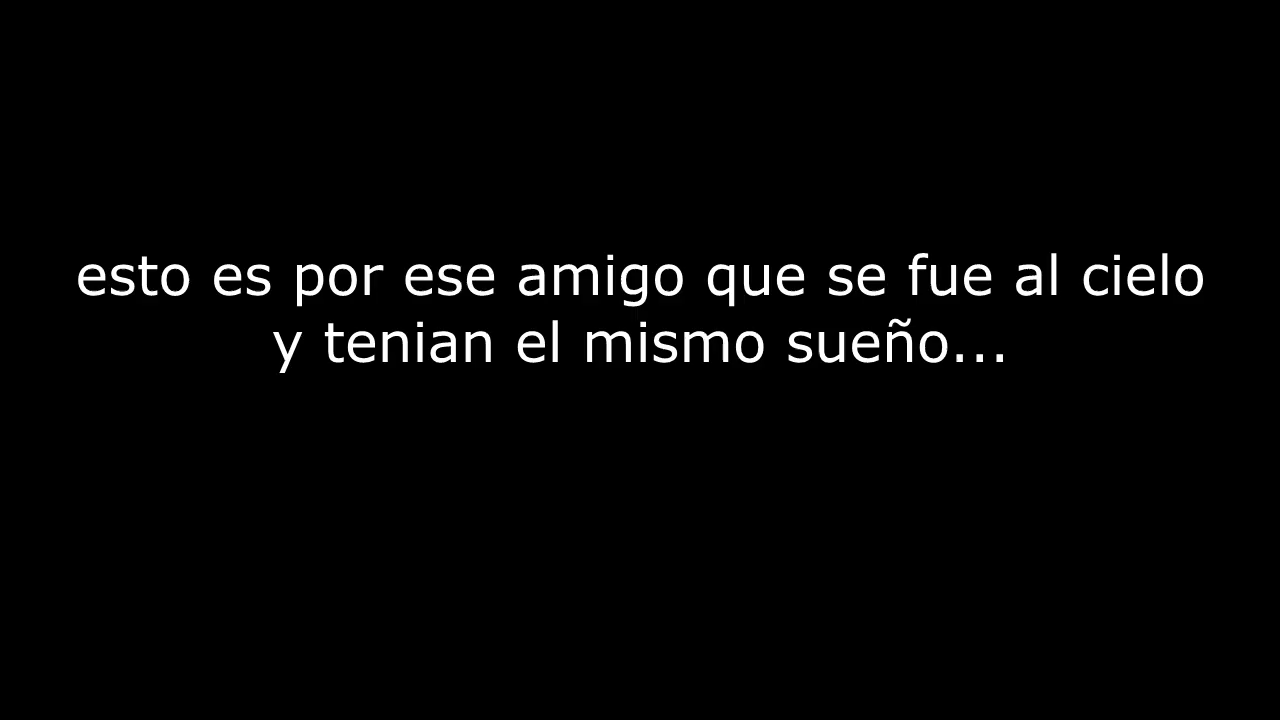 esto es por ese amigo que se fue al cielo
y tenian el mismo sueño...